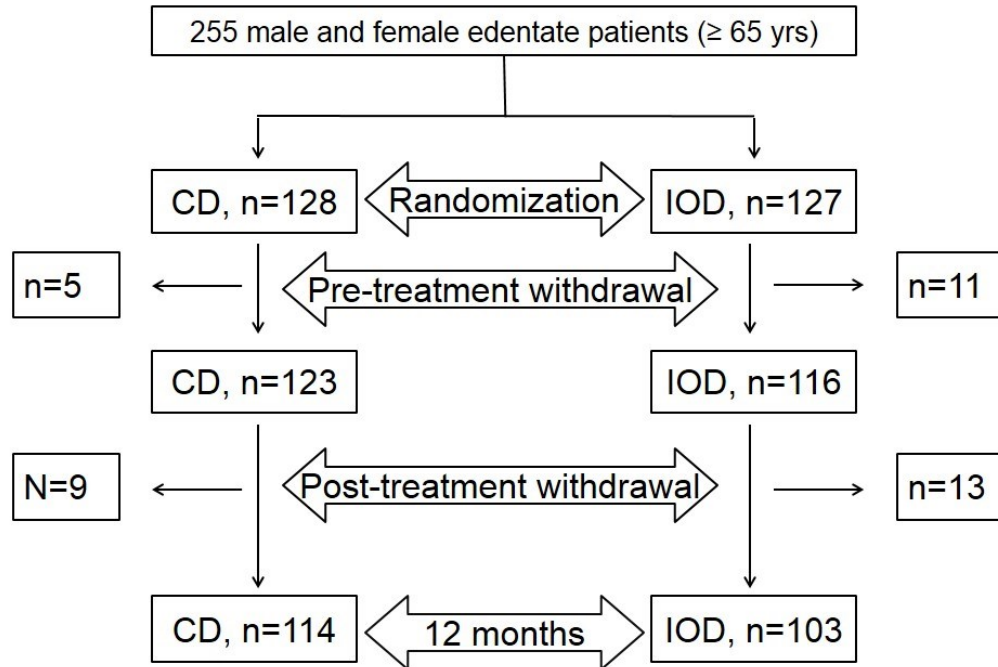 255 male and female edentate patients (≥ 65 yrs)
CD, n=128
Randomization
IOD, n=127
n=5
Pre-treatment withdrawal
n=11
CD, n=123
IOD, n=116
N=9
Post-treatment withdrawal
n=13
CD, n=114
12 months
IOD, n=103